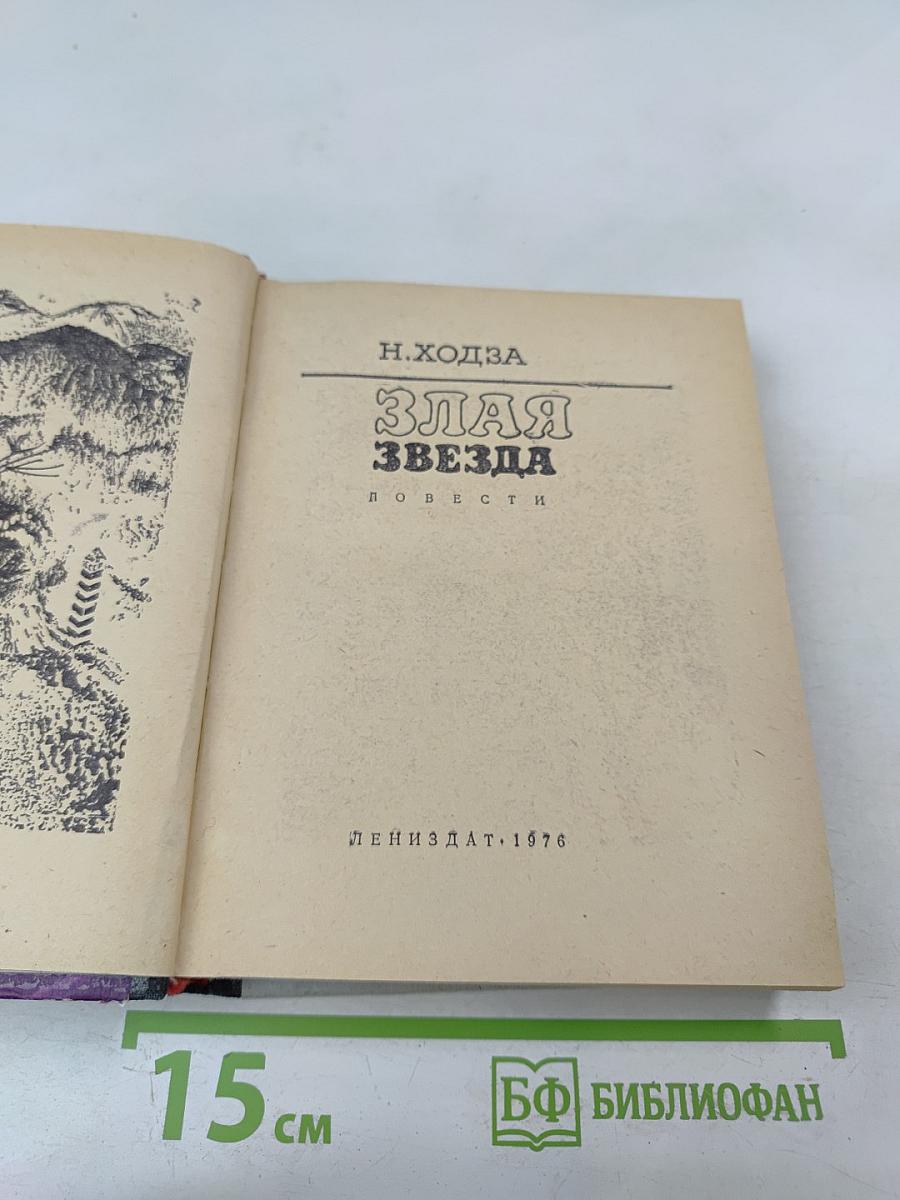 Н. ХОДЗА
ЗЛАЯ
ЗВЕЗДА
ПОВЕСТИ
ЛЕНИЗДАТ · 1976
15 см
БФ БИБЛИОФАН